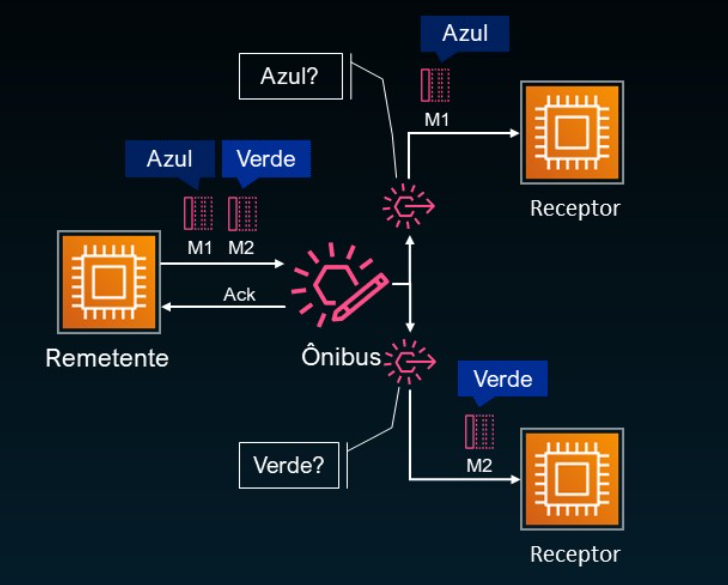 Azul
Azul?
M1
Azul
Verde
Receptor
M1
M2
Ack
Remetente
Ônibus
Verde
Verde?
M2
Receptor